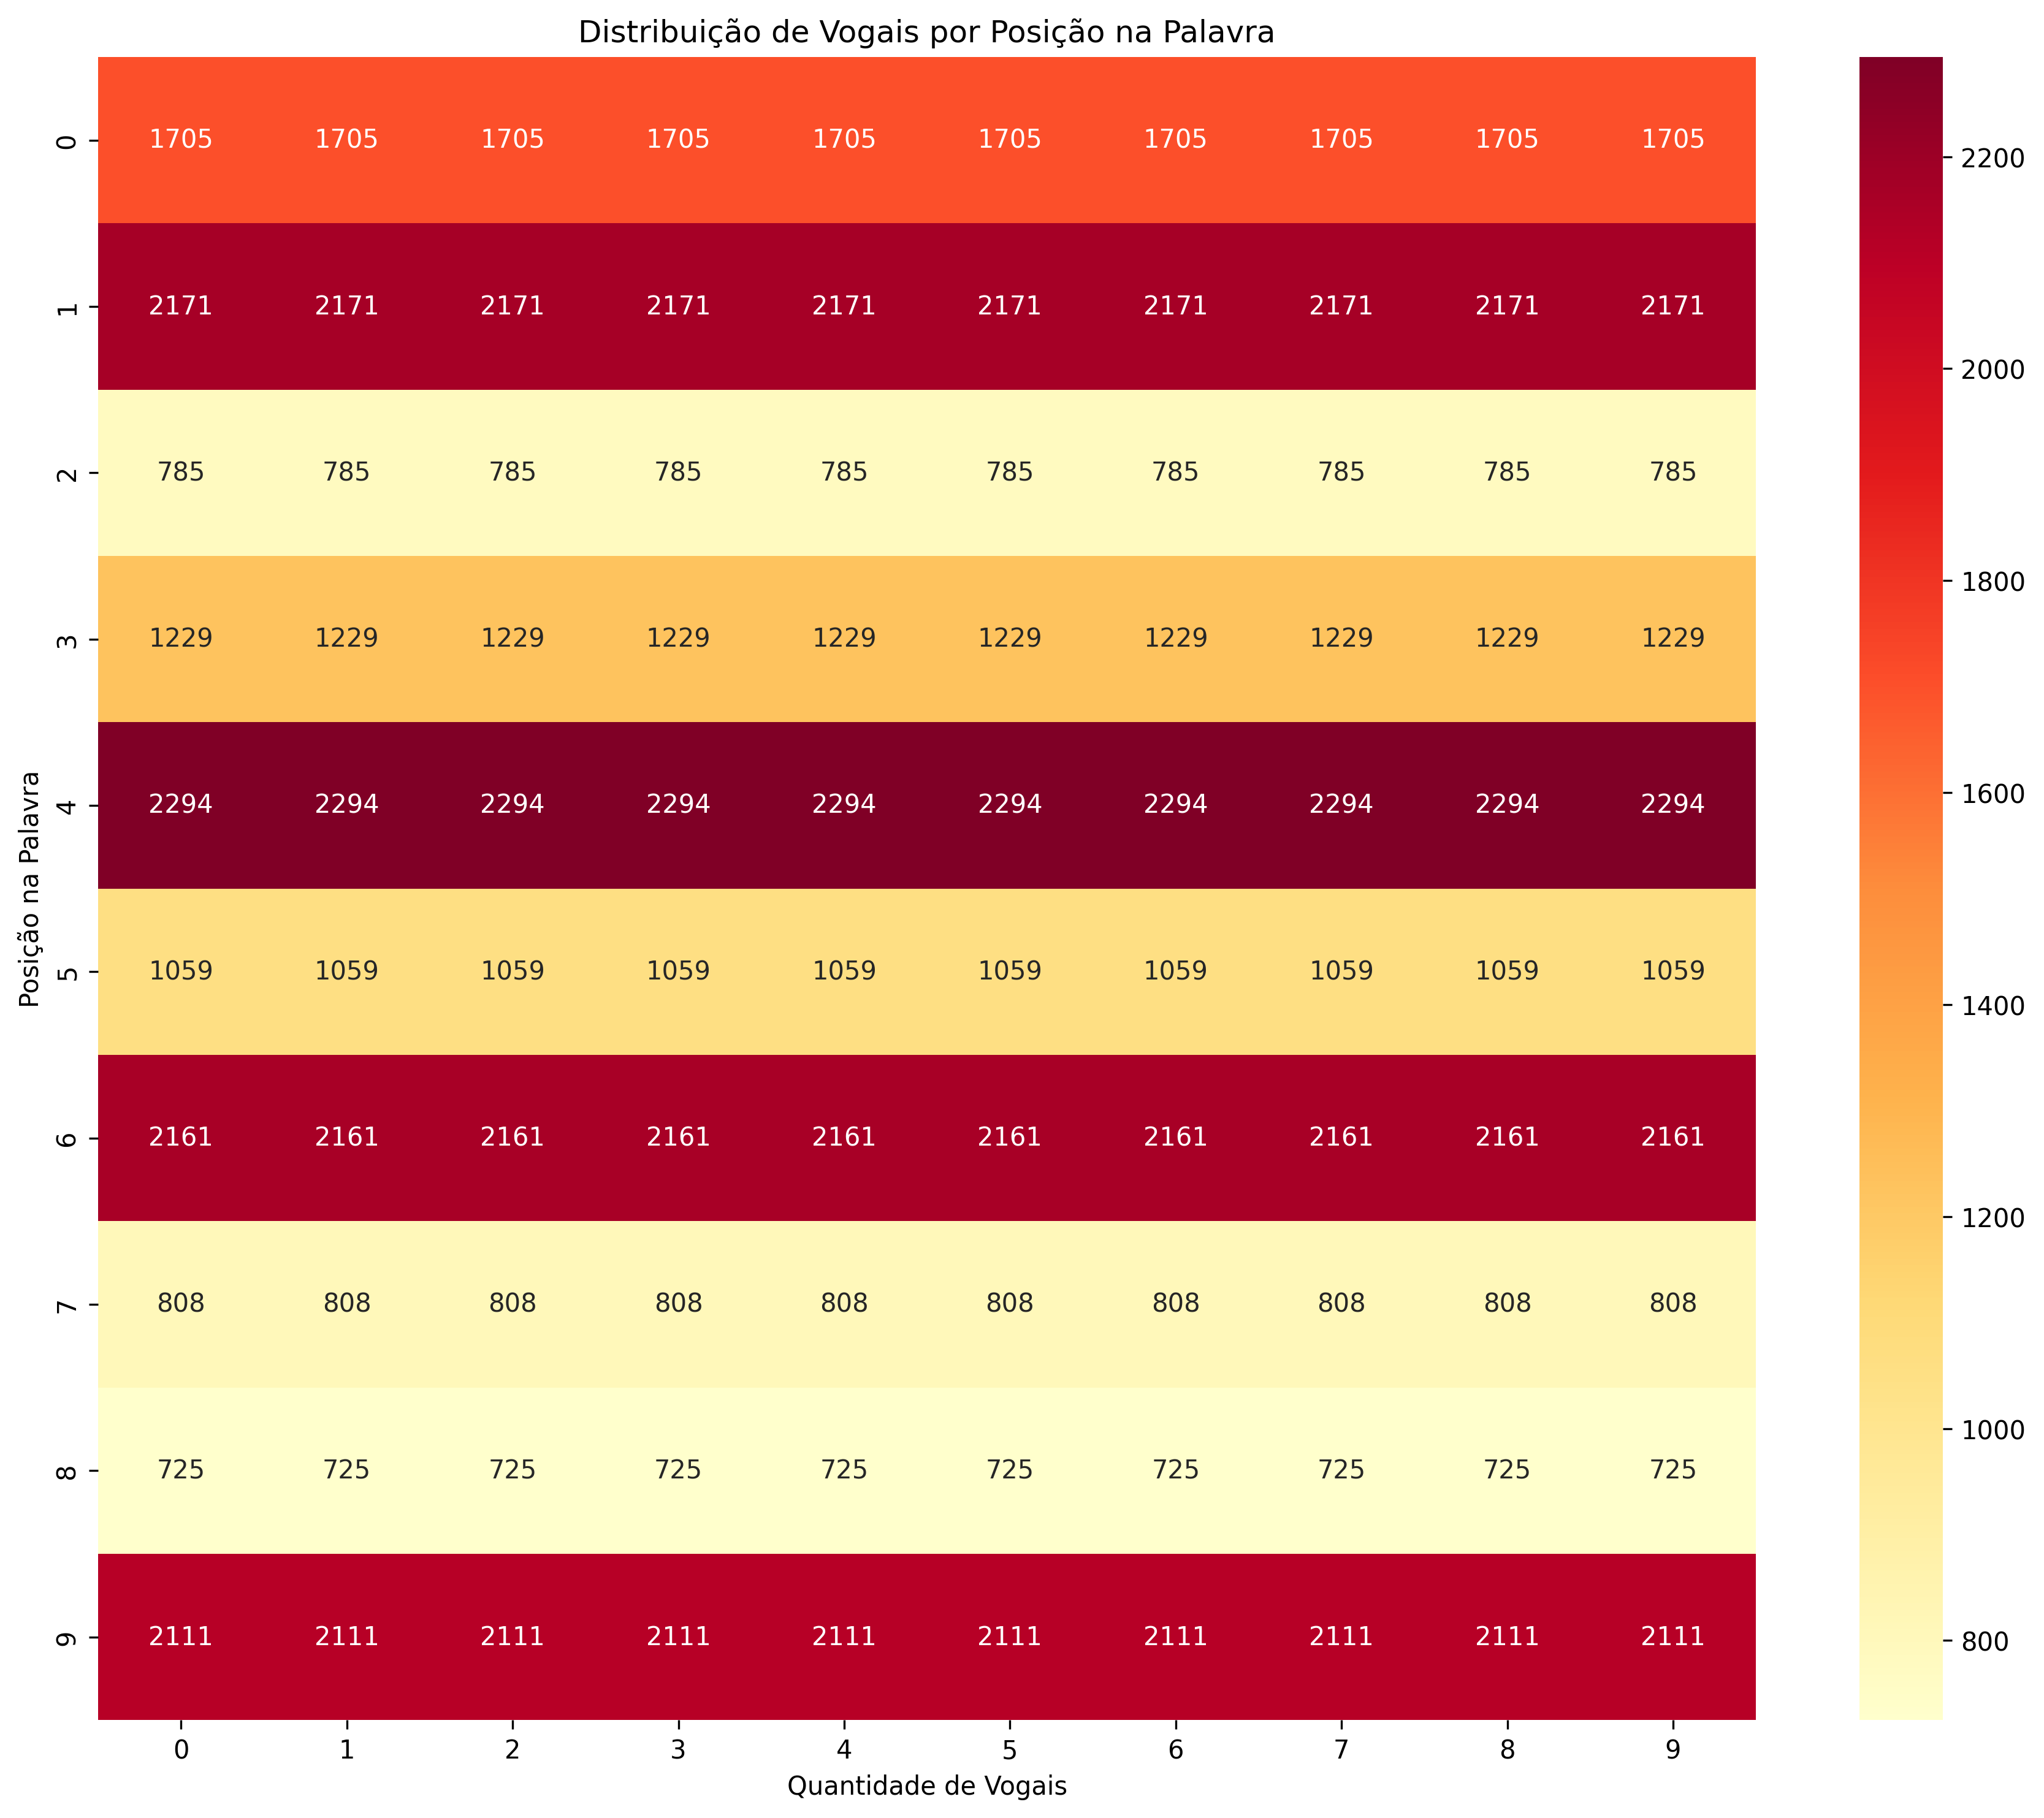 Distribuição de Vogais por Posição na Palavra
0 1705 1705 1705 1705 1705 1705 1705 1705 1705 1705
1 2171 2171 2171 2171 2171 2171 2171 2171 2171 2171
2 785 785 785 785 785 785 785 785 785 785
3 1229 1229 1229 1229 1229 1229 1229 1229 1229 1229
4 2294 2294 2294 2294 2294 2294 2294 2294 2294 2294
5 1059 1059 1059 1059 1059 1059 1059 1059 1059 1059
6 2161 2161 2161 2161 2161 2161 2161 2161 2161 2161
7 808 808 808 808 808 808 808 808 808 808
8 725 725 725 725 725 725 725 725 725 725
9 2111 2111 2111 2111 2111 2111 2111 2111 2111 2111
0 1 2 3 4 5 6 7 8 9
Quantidade de Vogais
Posição na Palavra
2200
2000
1800
1600
1400
1200
1000
800